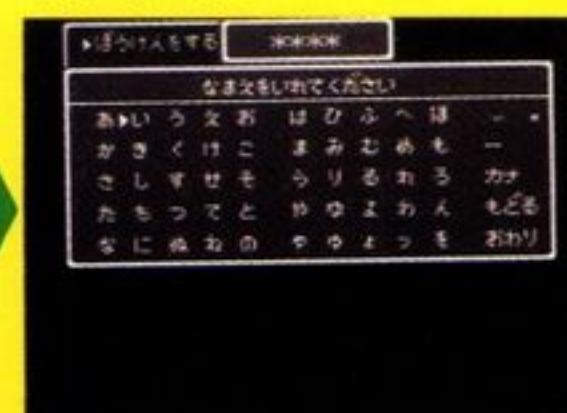 ▶ぼうけんをする ＊＊＊＊
なまえをいれてください
あ▶い う え お は ひ ふ へ ほ ゛ ゜
か き く け こ ま み む め も ー
さ し す せ そ ら り る れ ろ カナ
た ち つ て と や ゆ よ わ ん もどる
な に ぬ ね の ゃ ゅ ょ っ を おわり